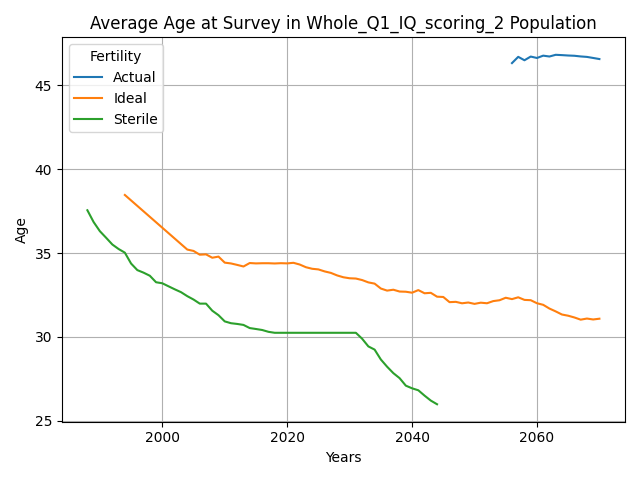 Average Age at Survey in Whole_Q1_IQ_scoring_2 Population
Fertility
Actual
Ideal
Sterile
45
40
35
30
25
Age
2000
2020
2040
2060
Years